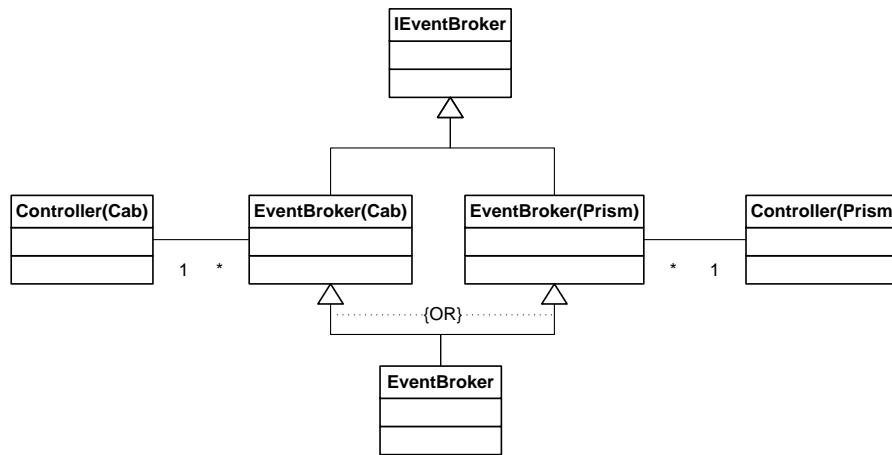 IEventBroker
Controller(Cab)
EventBroker(Cab)
EventBroker(Prism)
Controller(Prism
1 *
* 1
{OR}
EventBroker